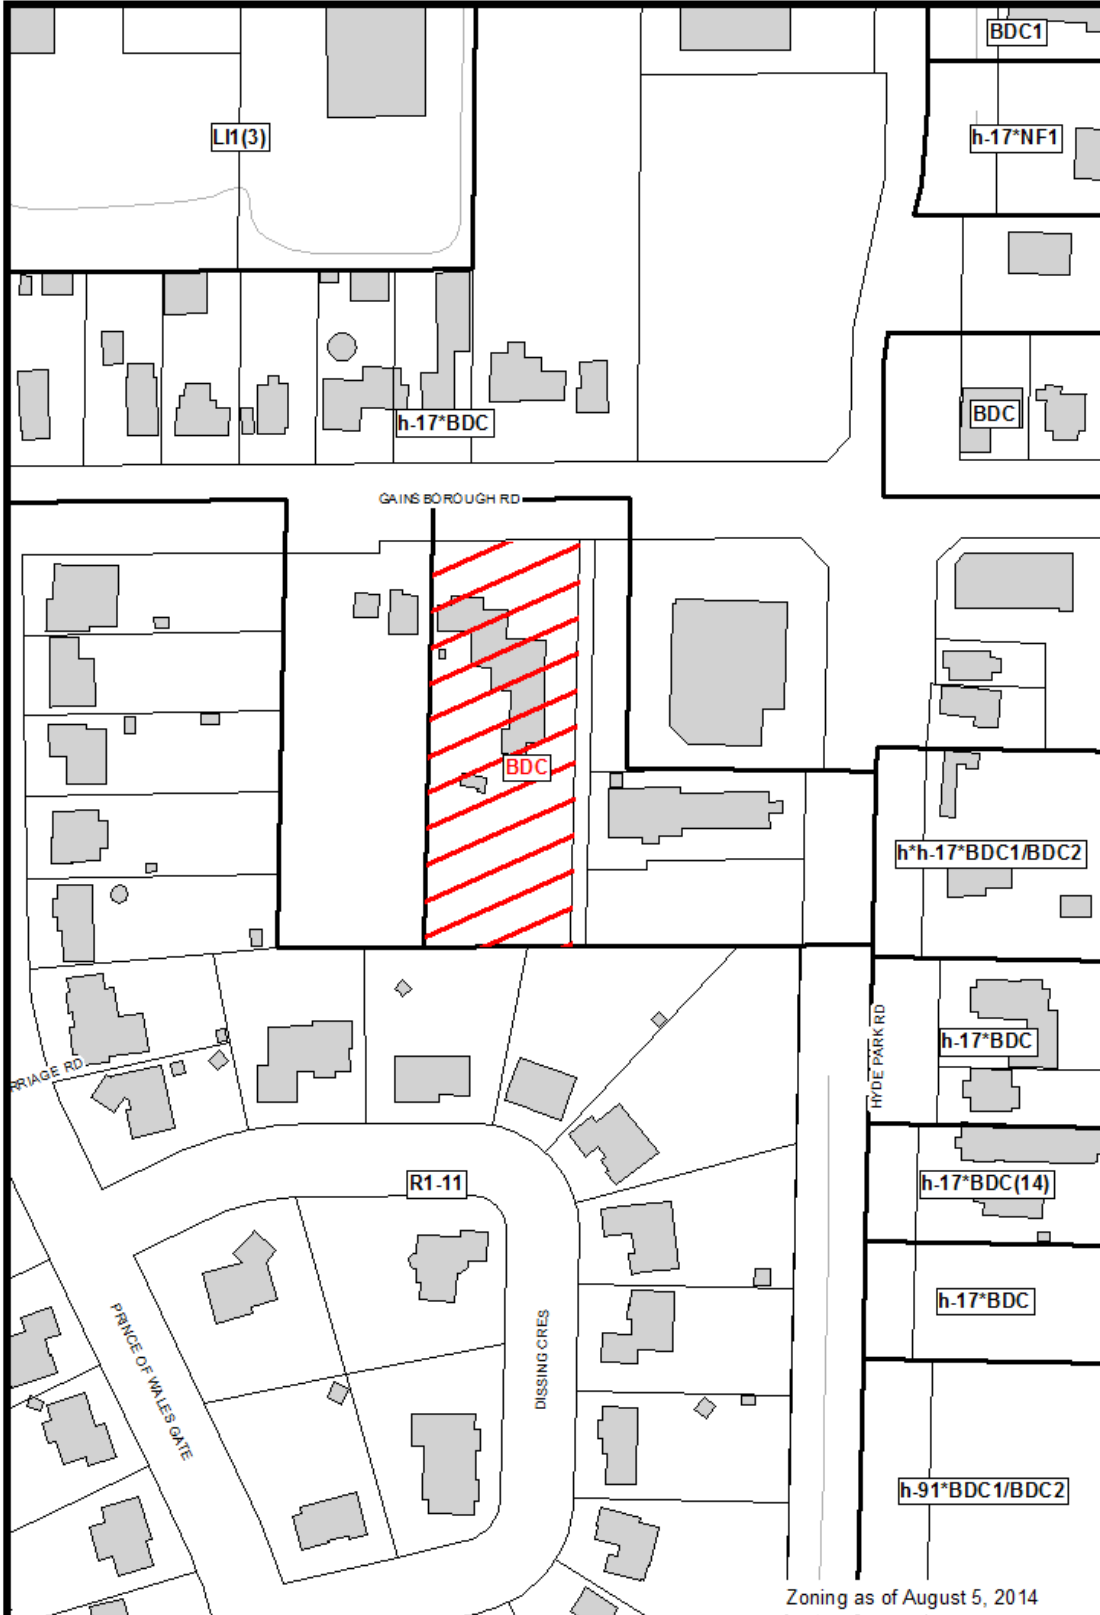 BDC1
LI1(3)
h-17*NF1
h-17*BDC
BDC
GAINSBOROUGH RD
BDC
h*h-17*BDC1/BDC2
HYDE PARK RD
h-17*BDC
RRIAGE RD
R1-11
h-17*BDC(14)
h-17*BDC
PRINCE OF WALES GATE
DISSING CRES
h-91*BDC1/BDC2
Zoning as of August 5, 2014